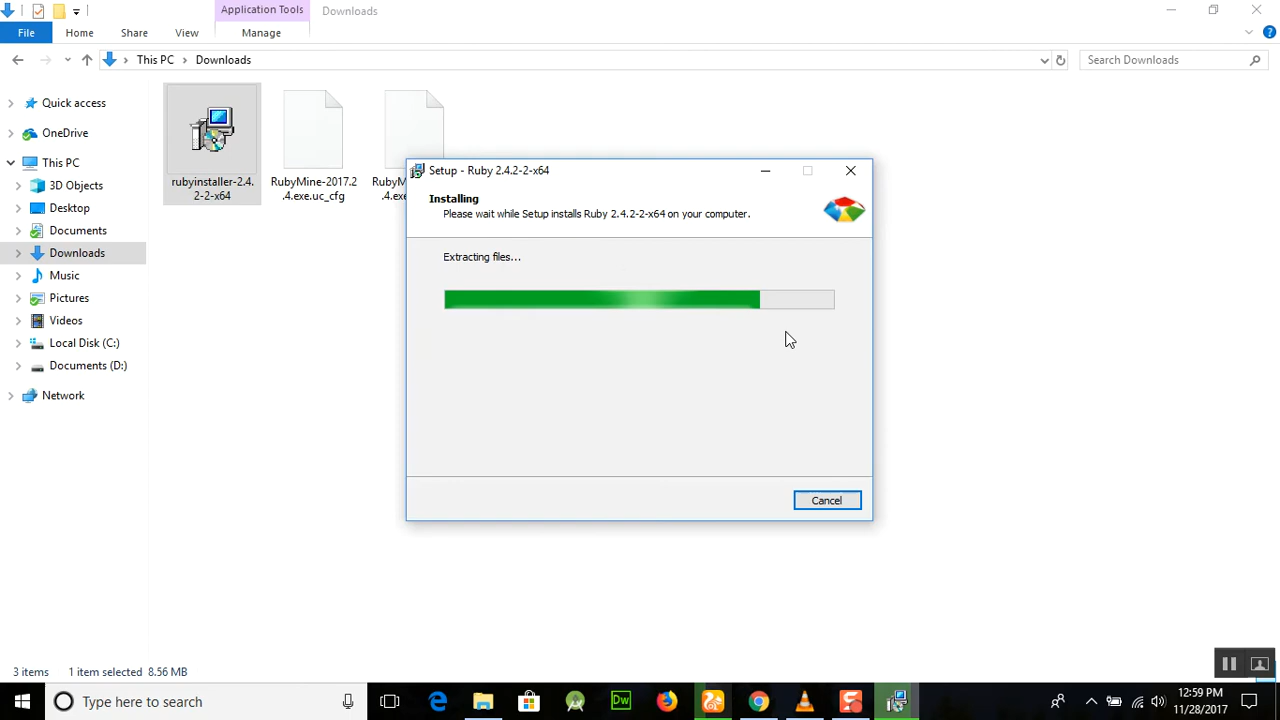 Application Tools
Downloads
File
Home
Share
View
Manage
This PC
Downloads
Search Downloads
Quick access
OneDrive
This PC
3D Objects
Desktop
Documents
Downloads
Music
Pictures
Videos
Local Disk (C:)
Documents (D:)
Network
rubyinstaller-2.4.
2-2-x64
RubyMine-2017.2
.4.exe.uc_cfg
RubyM
.4.exe
Setup - Ruby 2.4.2-2-x64
Installing
Please wait while Setup installs Ruby 2.4.2-2-x64 on your computer.
Extracting files...
Cancel
3 items
1 item selected 8.56 MB
Type here to search
Dw
12:59 PM
11/28/2017